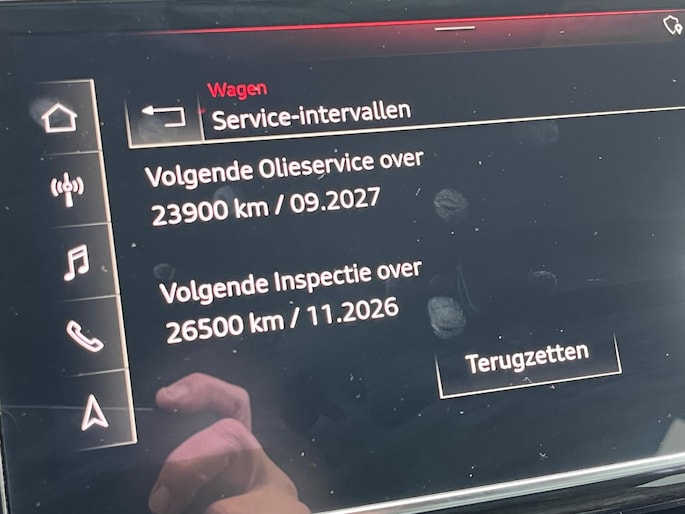 Wagen
Service-intervallen
Volgende Olieservice over
23900 km / 09.2027
Volgende Inspectie over
26500 km / 11.2026
Terugzetten